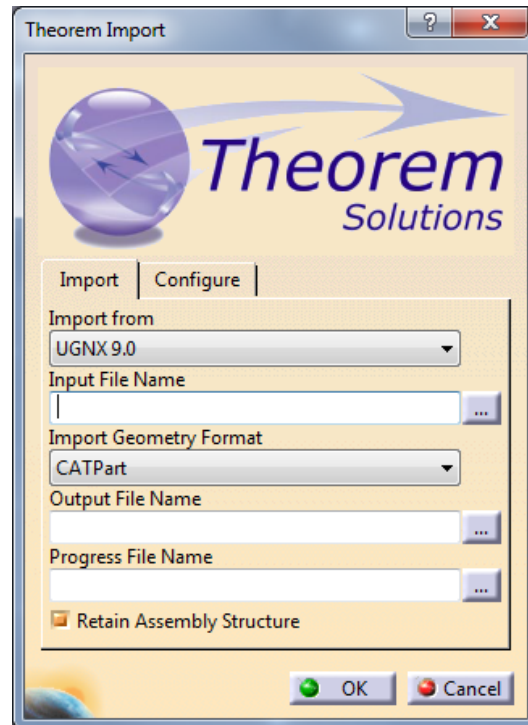 Theorem Import
?
Theorem
Solutions
Import Configure
Import from
UGNX 9.0
Input File Name
...
Import Geometry Format
CATPart
Output File Name
...
Progress File Name
...
Retain Assembly Structure
OK Cancel